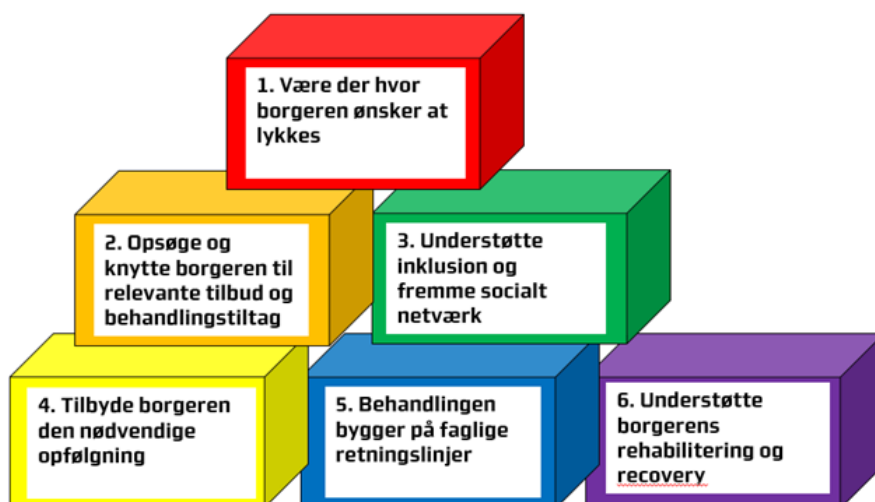 1. Være der hvor
borgeren ønsker at
lykkes
2. Opsøge og
knytte borgeren til
relevante tilbud og
behandlingstiltag
3. Understøtte
inklusion og
fremme socialt
netværk
4. Tilbyde borgeren
den nødvendige
opfølgning
5. Behandlingen
bygger på faglige
retningslinjer
6. Understøtte
borgerens
rehabilitering og
recovery